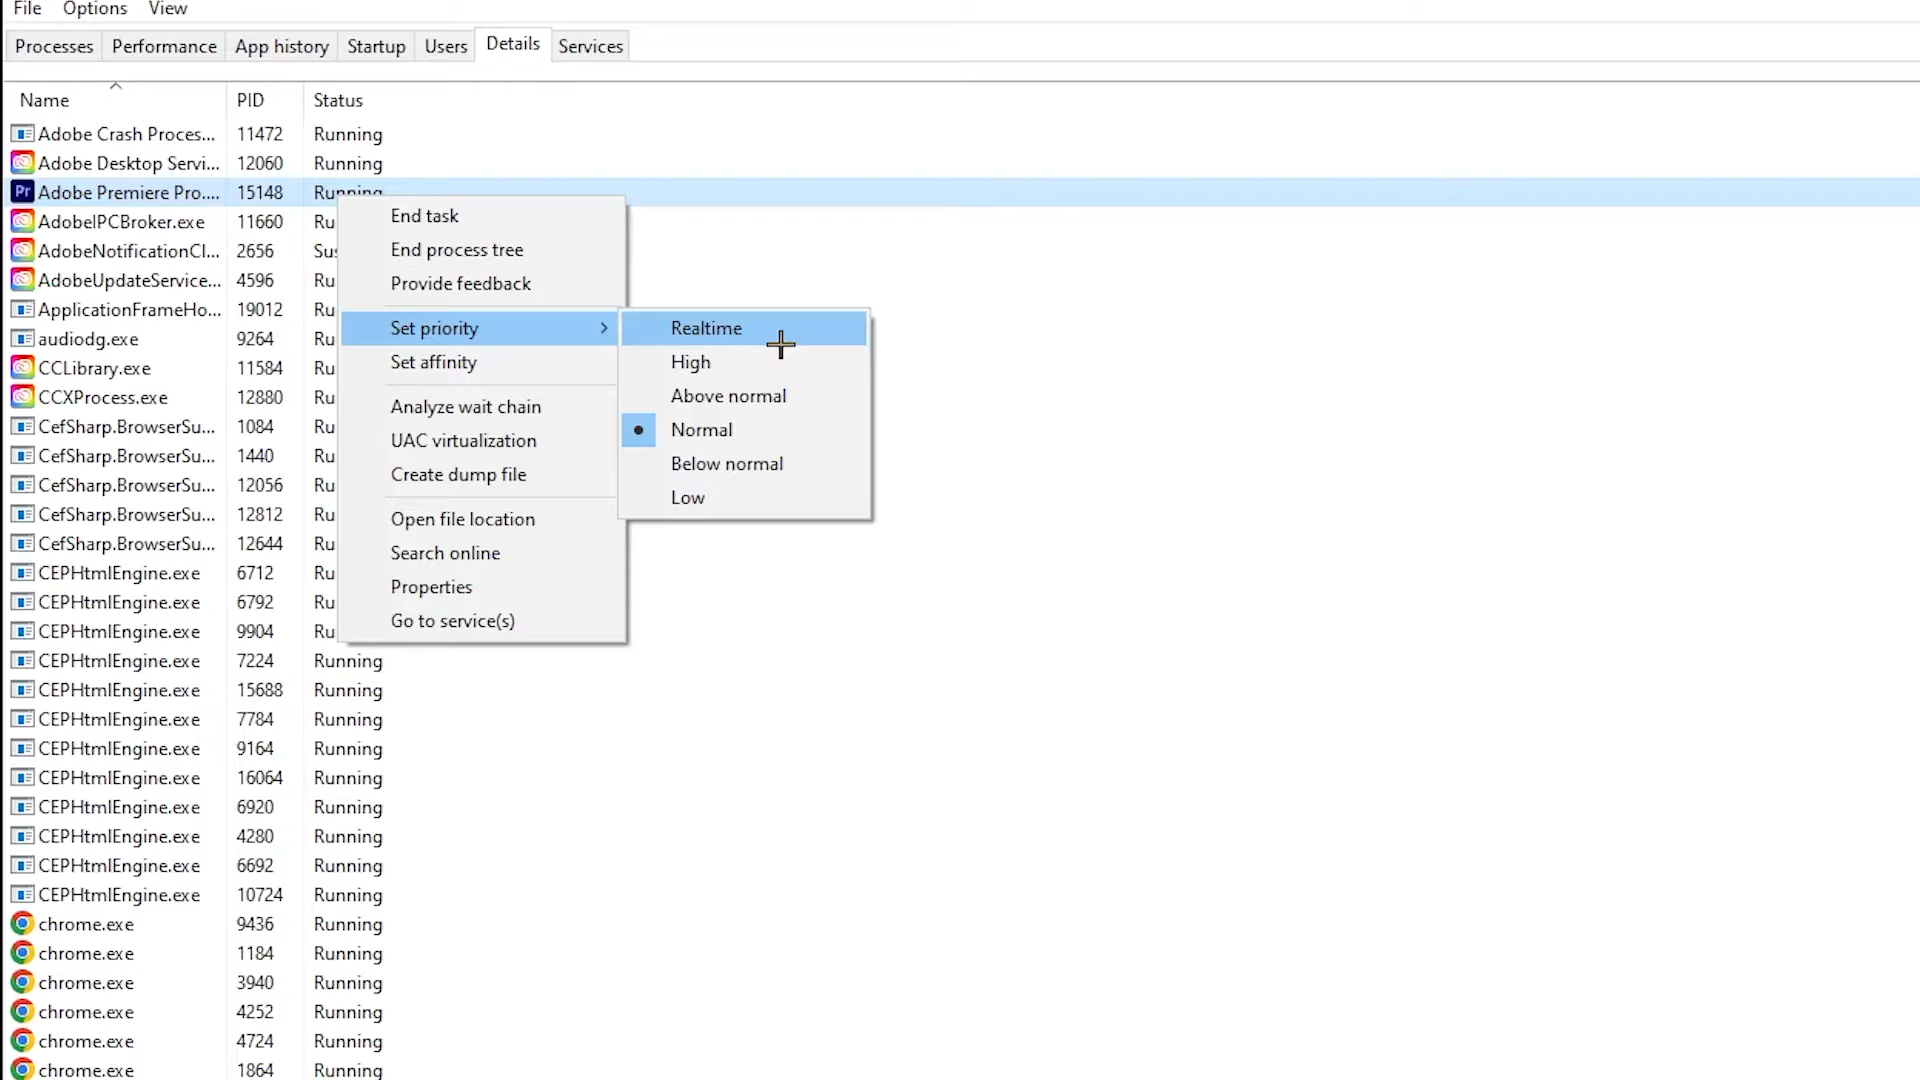 File Options View
Processes Performance App history Startup Users Details Services
Name PID Status
Adobe Crash Proces... 11472 Running
Adobe Desktop Servi... 12060 Running
Pr Adobe Premiere Pro.... 15148 Running
AdobeIPCBroker.exe 11660 Ru
AdobeNotificationCl... 2656 Sus
AdobeUpdateService... 4596 Ru
ApplicationFrameHo... 19012 Ru
audiodg.exe 9264 Ru
CCLibrary.exe 11584 Ru
CCXProcess.exe 12880 Ru
CefSharp.BrowserSu... 1084 Ru
CefSharp.BrowserSu... 1440 Ru
CefSharp.BrowserSu... 12056 Ru
CefSharp.BrowserSu... 12812 Ru
CefSharp.BrowserSu... 12644 Ru
CEPHtmlEngine.exe 6712 Ru
CEPHtmlEngine.exe 6792 Ru
CEPHtmlEngine.exe 9904 Ru
CEPHtmlEngine.exe 7224 Running
CEPHtmlEngine.exe 15688 Running
CEPHtmlEngine.exe 7784 Running
CEPHtmlEngine.exe 9164 Running
CEPHtmlEngine.exe 16064 Running
CEPHtmlEngine.exe 6920 Running
CEPHtmlEngine.exe 4280 Running
CEPHtmlEngine.exe 6692 Running
CEPHtmlEngine.exe 10724 Running
chrome.exe 9436 Running
chrome.exe 1184 Running
chrome.exe 3940 Running
chrome.exe 4252 Running
chrome.exe 4724 Running
chrome.exe 1864 Running
End task
End process tree
Provide feedback
Set priority
Set affinity
Analyze wait chain
UAC virtualization
Create dump file
Open file location
Search online
Properties
Go to service(s)
Realtime
High
Above normal
Normal
Below normal
Low